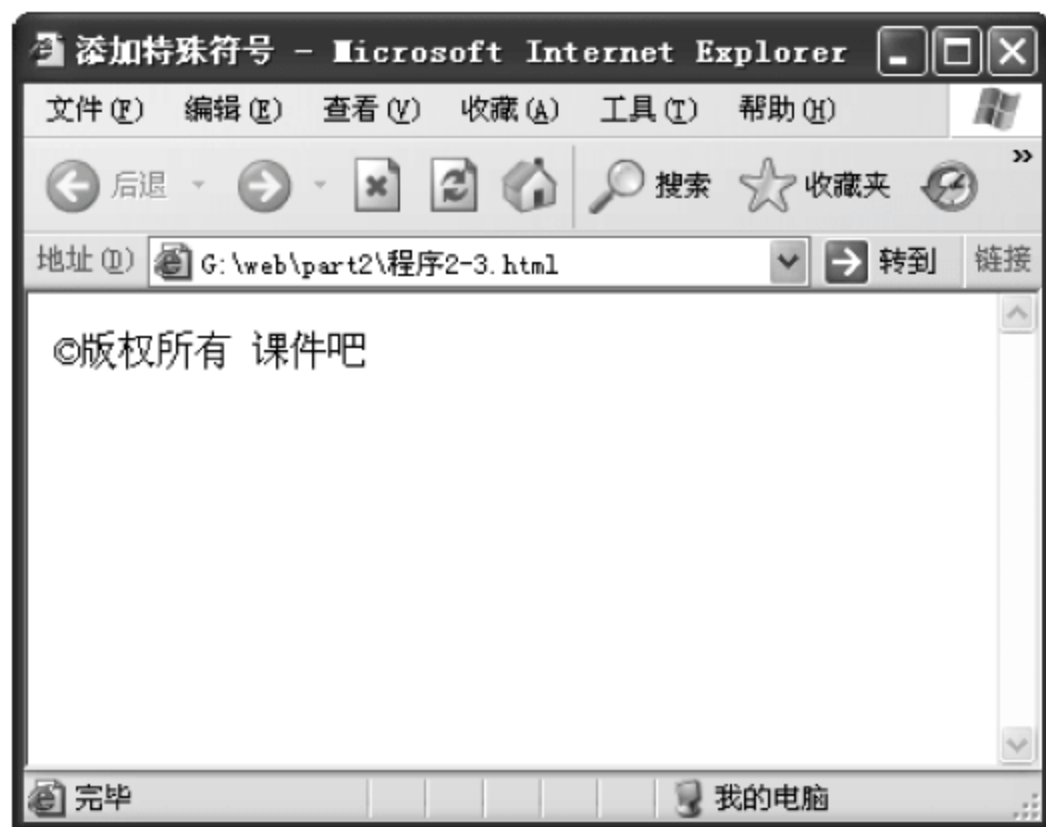 添加特殊符号 - Microsoft Internet Explorer
文件(F) 编辑(E) 查看(V) 收藏(A) 工具(T) 帮助(H)
后退 搜索 收藏夹 »
地址(D) G:\web\part2\程序2-3.html 转到 链接
©版权所有 课件吧
完毕 我的电脑